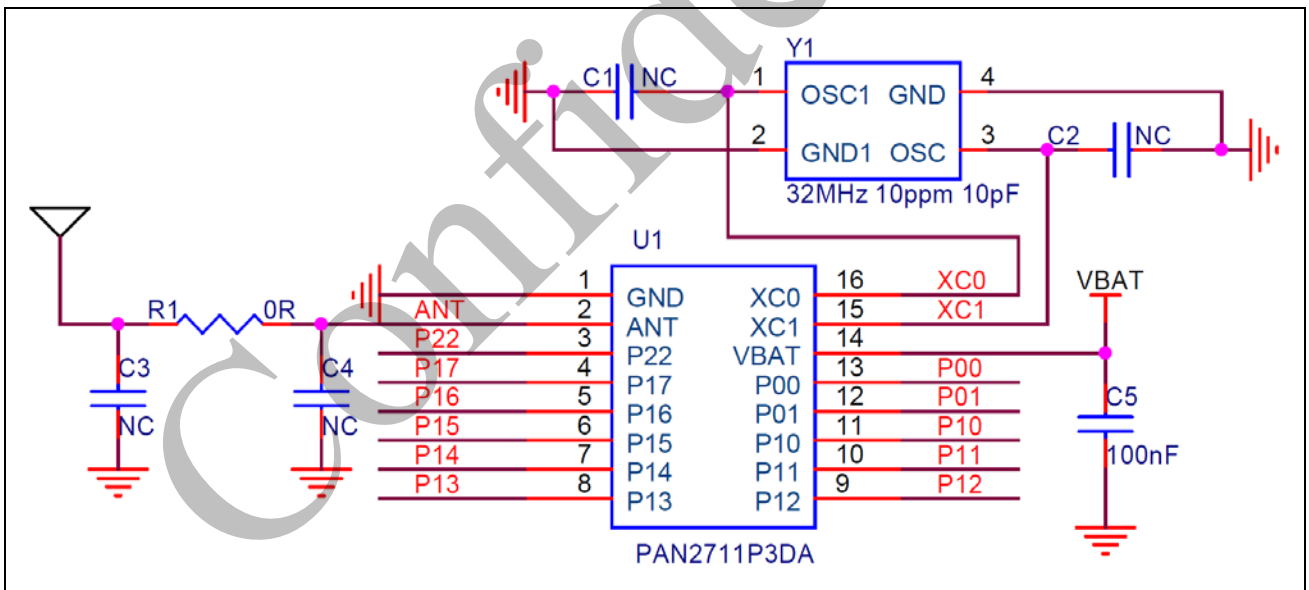 Confid
Y1
C1 NC 1 OSC1 GND 4
2 GND1 OSC 3 C2 NC
32MHz 10ppm 10pF
U1
1 GND XC0 16 XC0
ANT 2 ANT XC1 15 XC1
P22 3 P22 VBAT 14 VBAT
P17 4 P17 P00 13 P00
P16 5 P16 P01 12 P01
P15 6 P15 P10 11 P10
P14 7 P14 P11 10 P11
P13 8 P13 P12 9 P12
PAN2711P3DA
R1 0R
C3 NC
C4 NC
C5 100nF